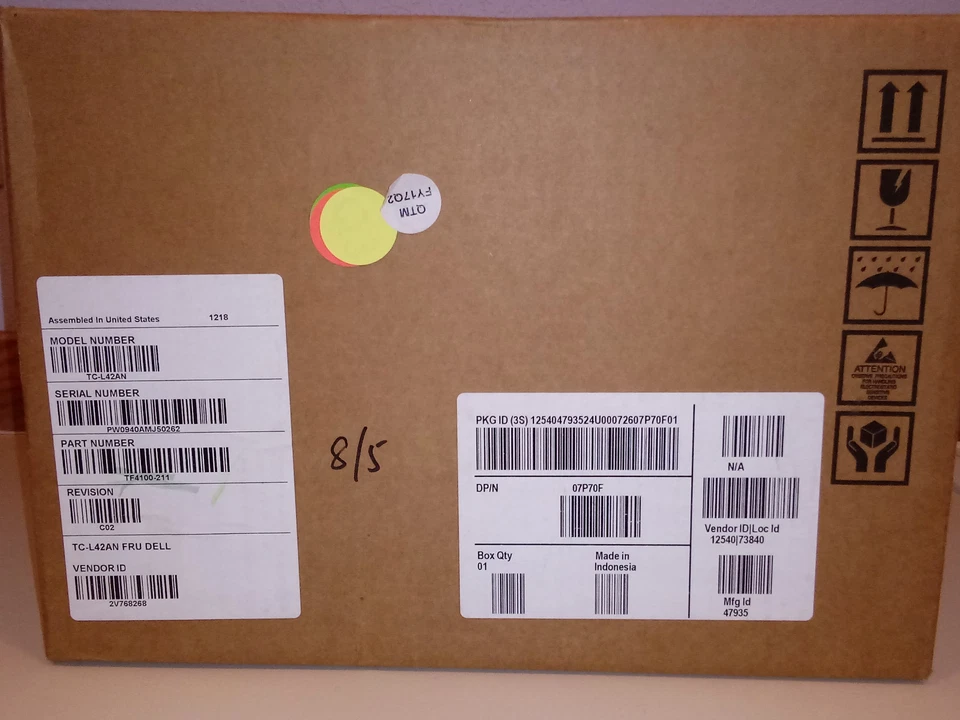 QTM
FY17Q2
Assembled In United States 1218
MODEL NUMBER
TC-L42AN
SERIAL NUMBER
PW0940AMJ50262
PART NUMBER
TF4100-211
REVISION
C02
TC-L42AN FRU DELL
VENDOR ID
2V768268
8/5
PKG ID (3S) 125404793524U00072607P70F01
DP/N 07P70F
Box Qty
01
Made in
Indonesia
N/A
Vendor ID|Loc Id
12540|73840
Mfg Id
47935
ATTENTION